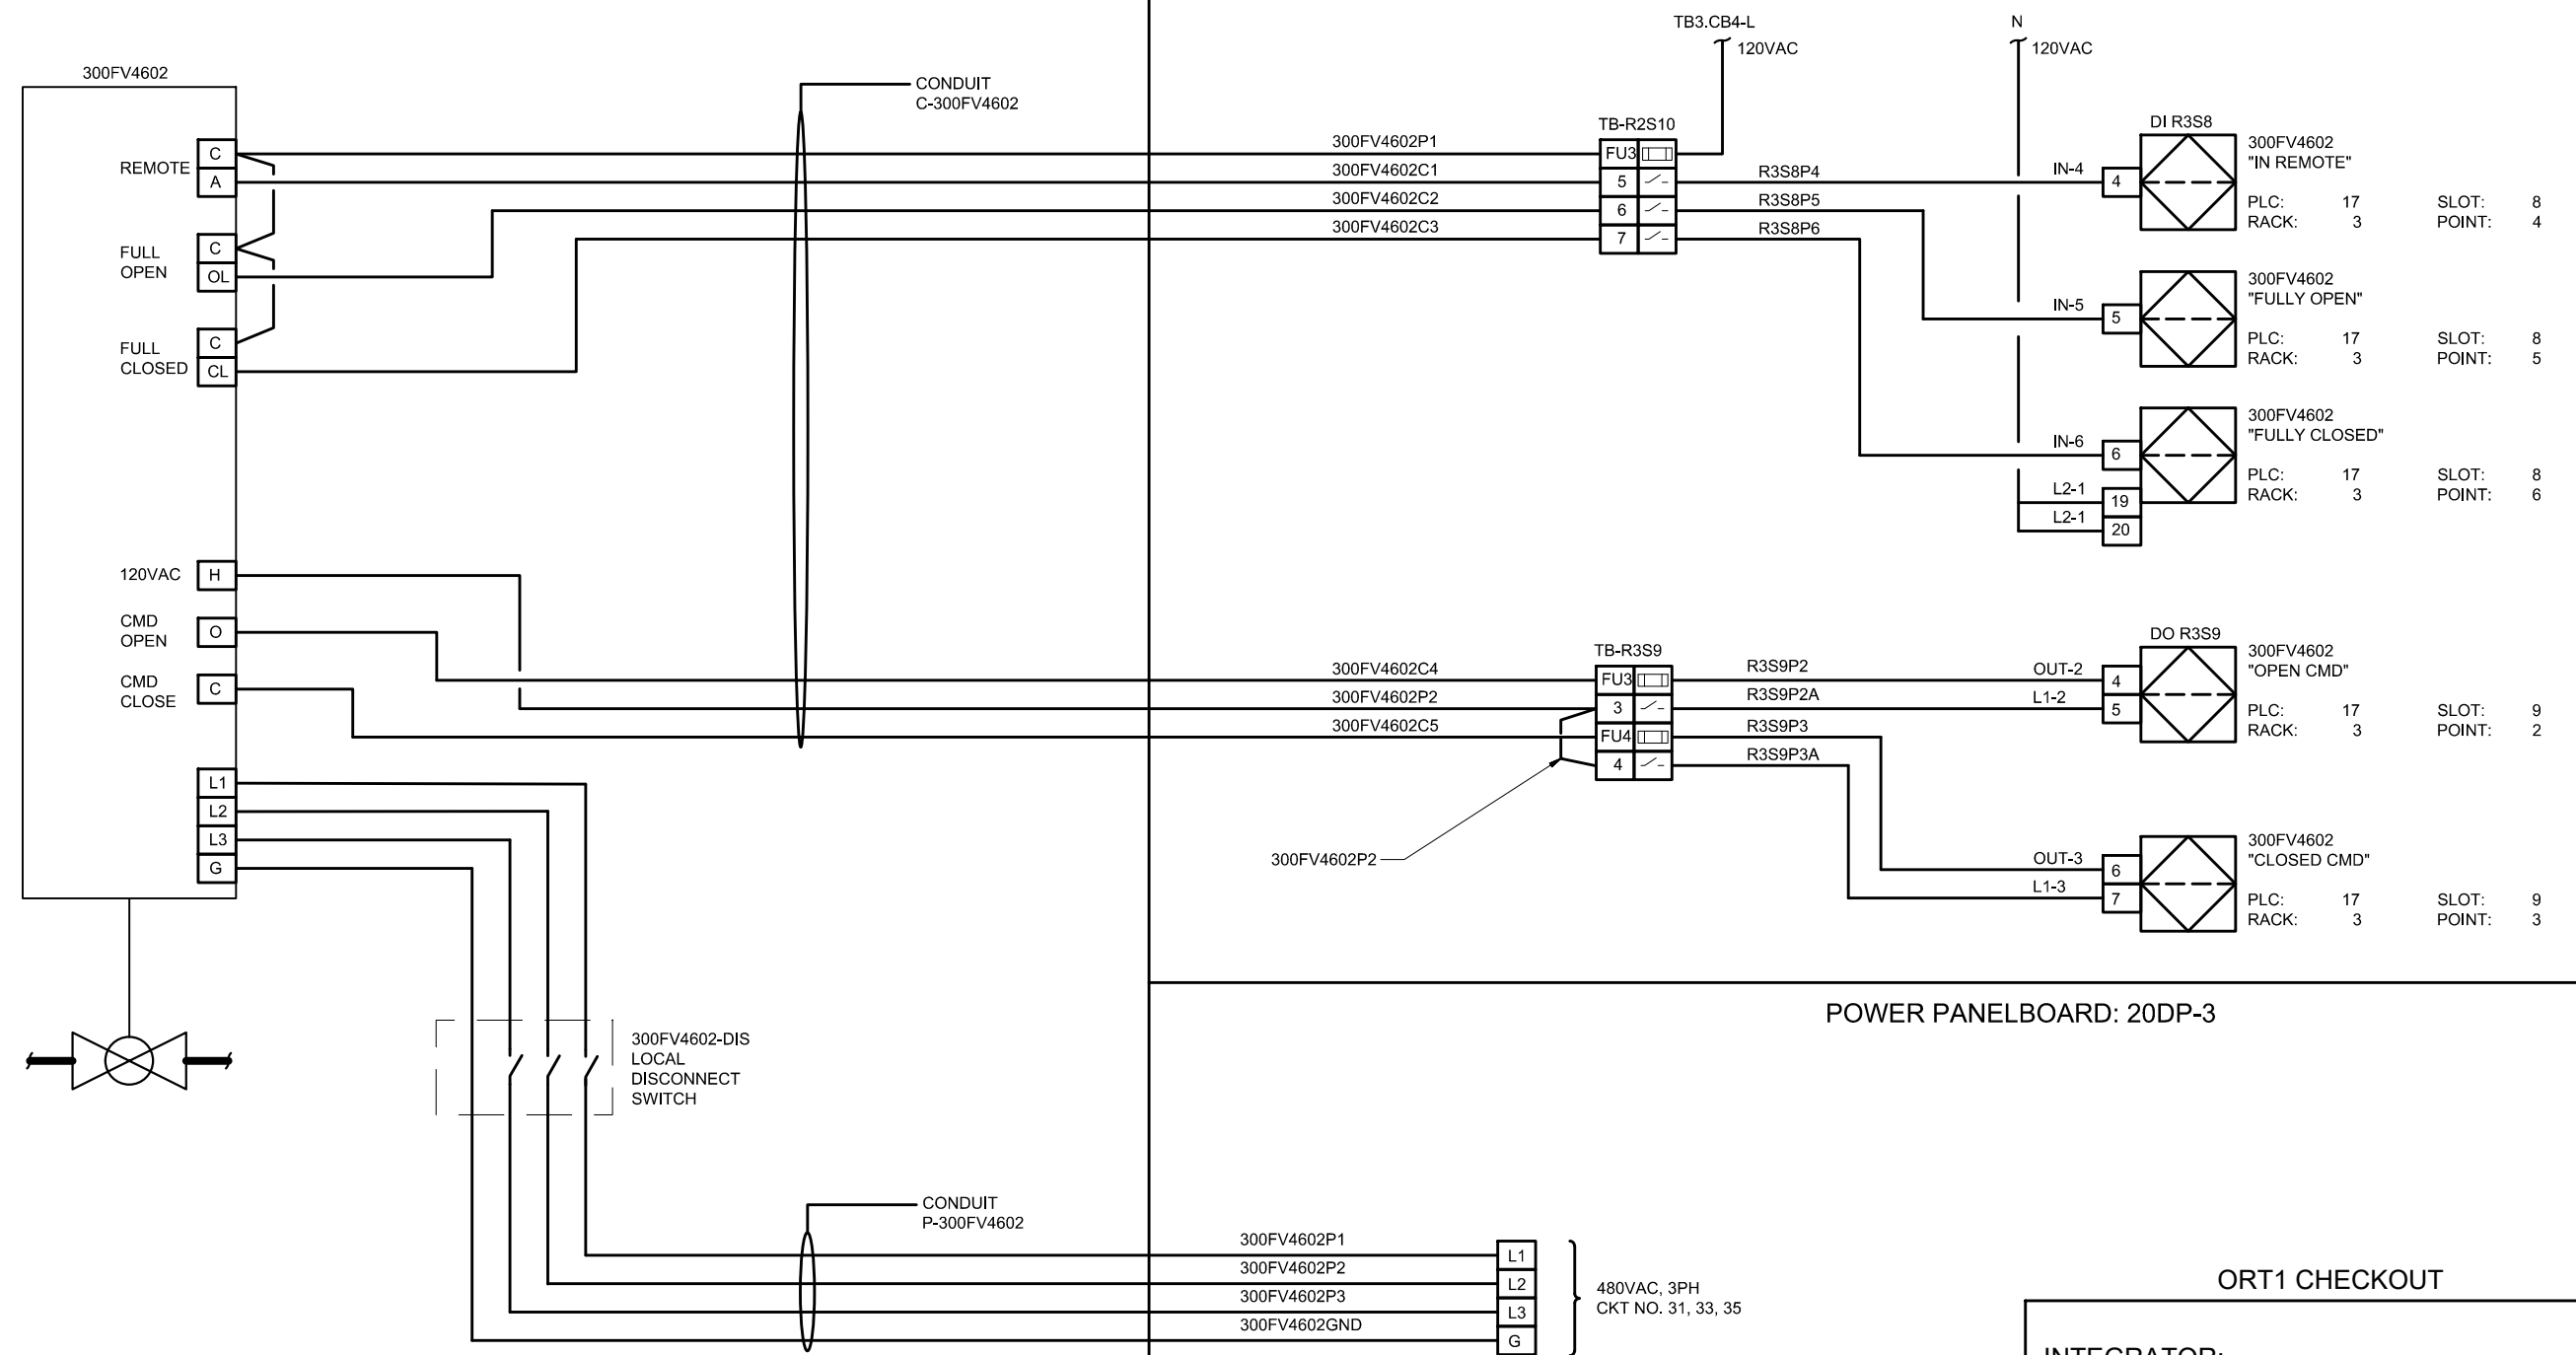 TB3.CB4-L
120VAC
N
120VAC
300FV4602
CONDUIT
C-300FV4602
REMOTE
C
A
FULL
OPEN
C
OL
FULL
CLOSED
C
CL
120VAC
H
CMD
OPEN
O
CMD
CLOSE
C
L1
L2
L3
G
300FV4602P1
300FV4602C1
300FV4602C2
300FV4602C3
TB-R2S10
FU3
5
6
7
R3S8P4
R3S8P5
R3S8P6
IN-4
4
DI R3S8
300FV4602
"IN REMOTE"
PLC: 17 SLOT: 8
RACK: 3 POINT: 4
IN-5
5
300FV4602
"FULLY OPEN"
PLC: 17 SLOT: 8
RACK: 3 POINT: 5
IN-6
6
300FV4602
"FULLY CLOSED"
PLC: 17 SLOT: 8
RACK: 3 POINT: 6
L2-1
19
L2-1
20
300FV4602C4
300FV4602P2
300FV4602C5
TB-R3S9
FU3
3
FU4
4
300FV4602P2
R3S9P2
R3S9P2A
R3S9P3
R3S9P3A
OUT-2
4
L1-2
5
DO R3S9
300FV4602
"OPEN CMD"
PLC: 17 SLOT: 9
RACK: 3 POINT: 2
OUT-3
6
L1-3
7
300FV4602
"CLOSED CMD"
PLC: 17 SLOT: 9
RACK: 3 POINT: 3
POWER PANELBOARD: 20DP-3
300FV4602-DIS
LOCAL
DISCONNECT
SWITCH
CONDUIT
P-300FV4602
300FV4602P1
300FV4602P2
300FV4602P3
300FV4602GND
L1
L2
L3
G
480VAC, 3PH
CKT NO. 31, 33, 35
ORT1 CHECKOUT
INTEGRATOR: